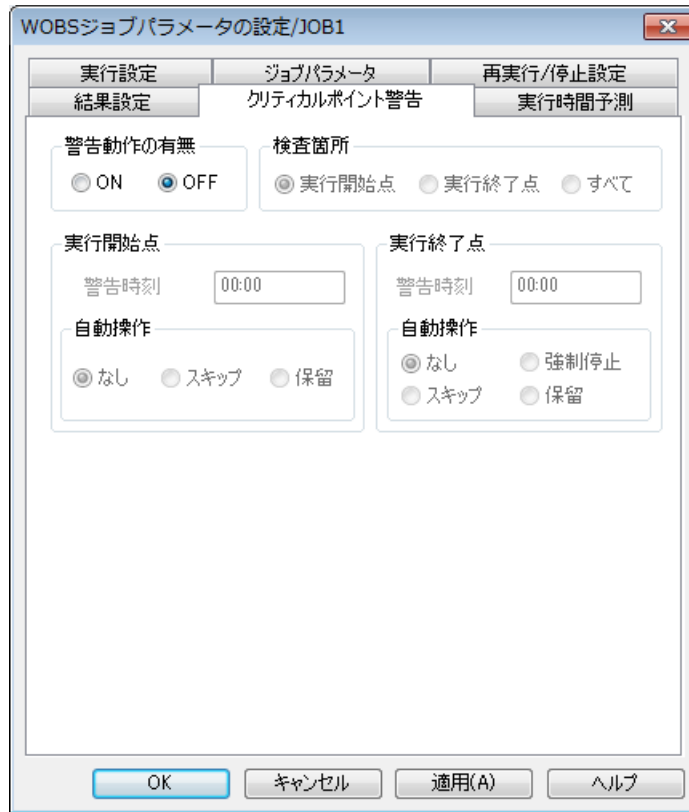 WOBSジョブパラメータの設定/JOB1
実行設定 ジョブパラメータ 再実行/停止設定
結果設定 クリティカルポイント警告 実行時間予測
警告動作の有無 検査箇所
ON OFF 実行開始点 実行終了点 すべて
実行開始点 実行終了点
警告時刻 00:00 警告時刻 00:00
自動操作 自動操作
なし スキップ 保留 なし 強制停止
スキップ 保留
OK キャンセル 適用(A) ヘルプ